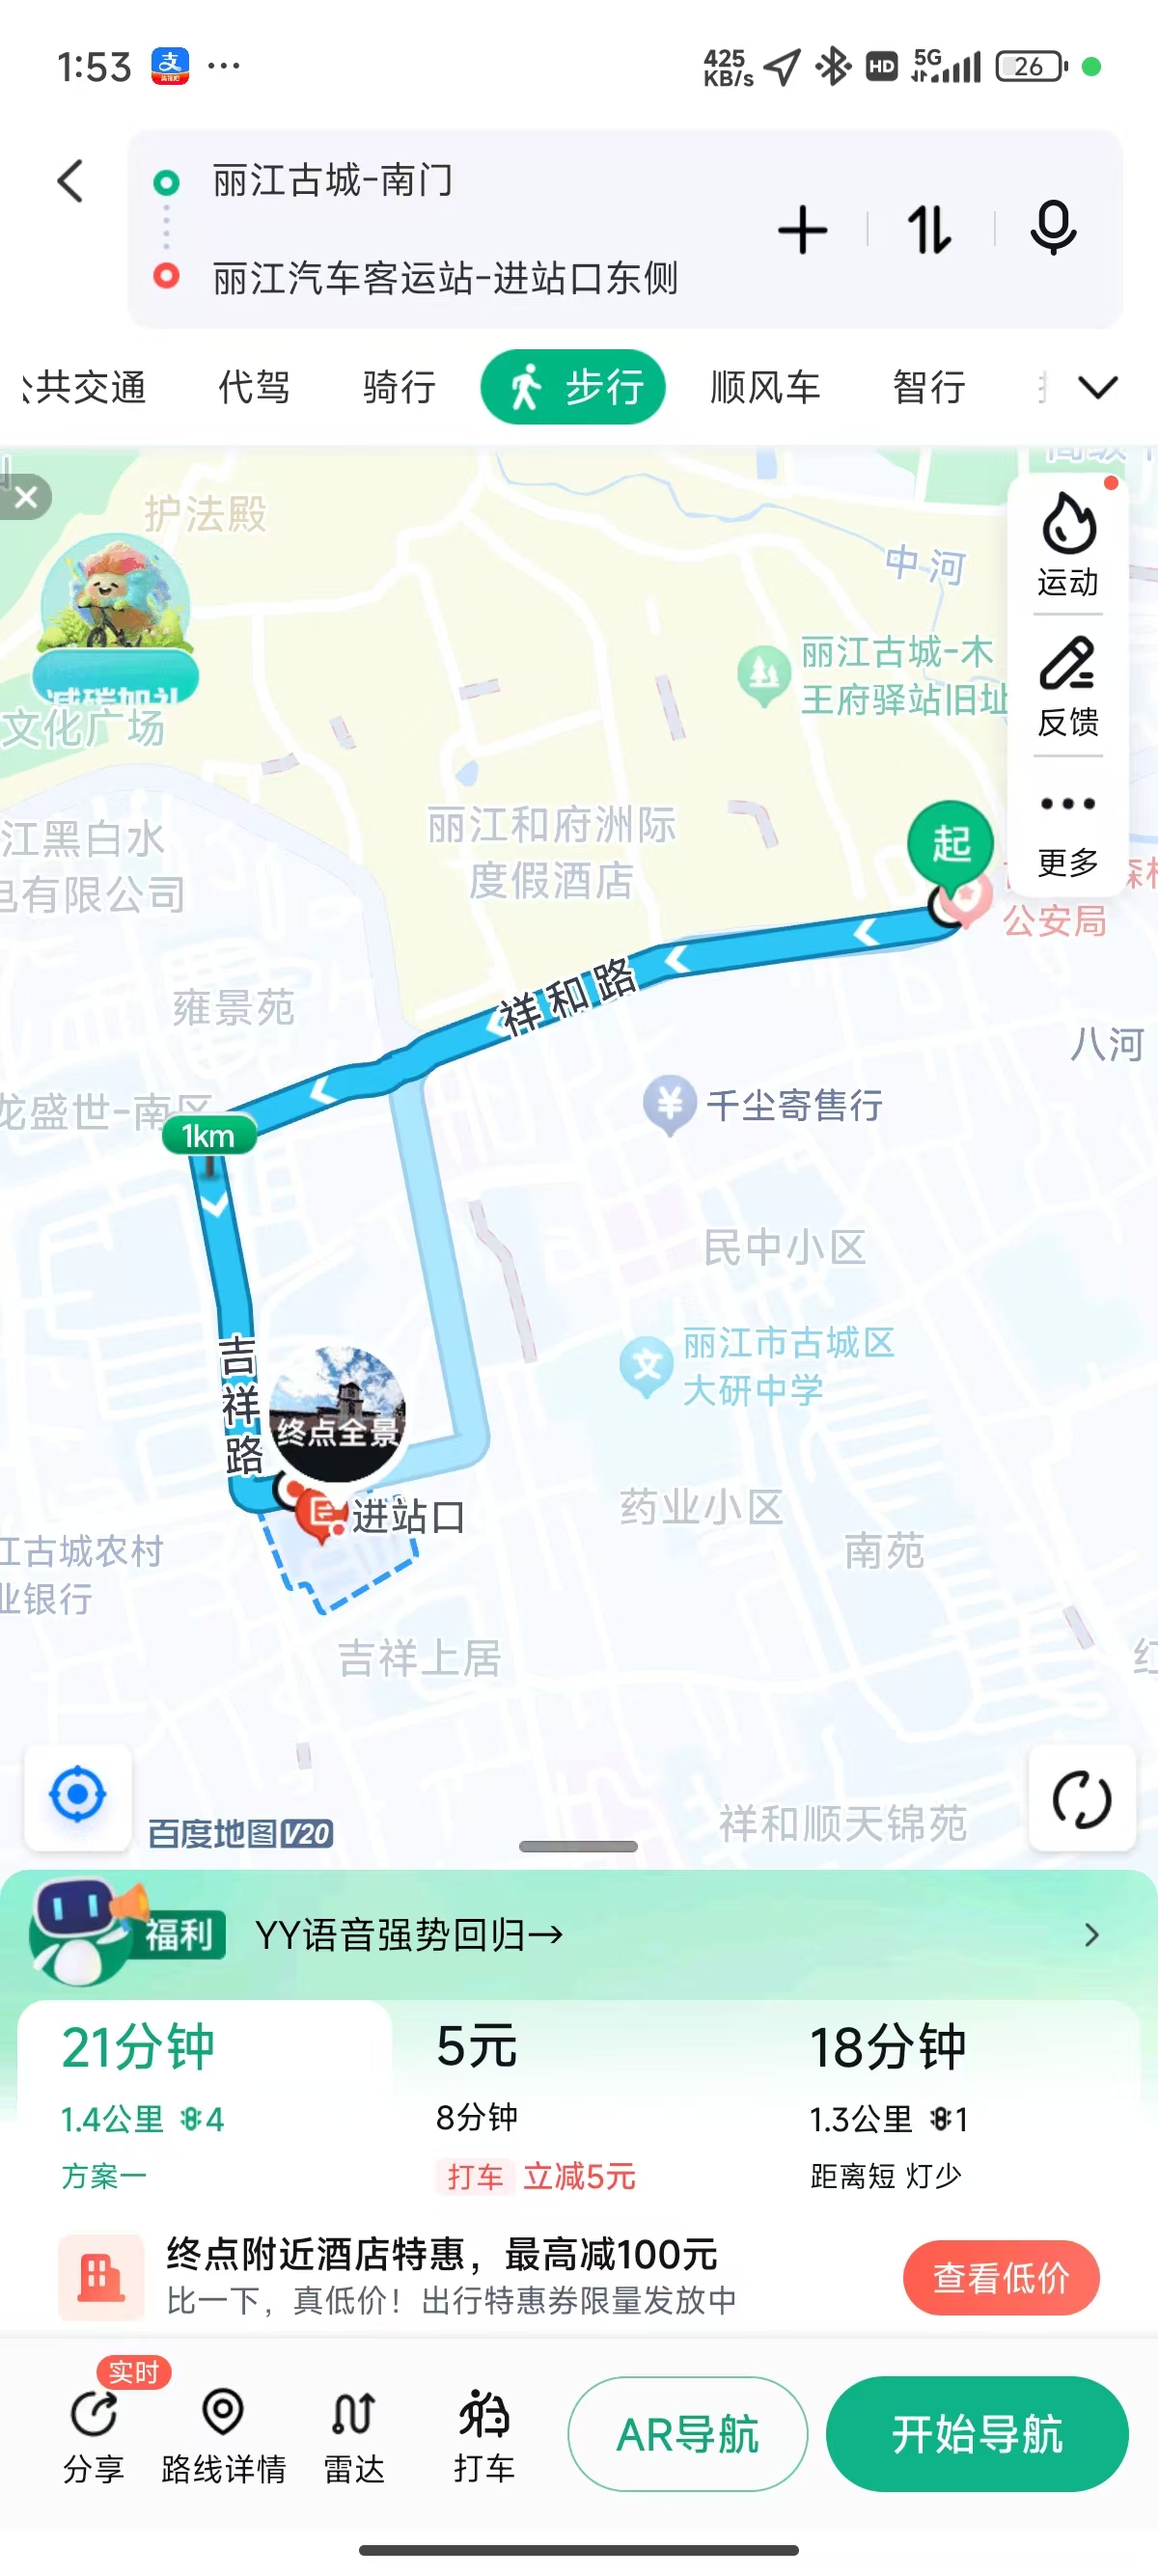 1:53
425
KB/s
HD
5G
26
丽江古城-南门
丽江汽车客运站-进站口东侧
共交通 代驾 骑行 步行 顺风车 智行
护法殿
中河
运动
丽江古城-木
王府驿站旧址
反馈
文化广场
江黑白水
电有限公司
丽江和府洲际
度假酒店
起
更多
公安局
祥和路
雍景苑
八河
龙盛世-南区
千尘寄售行
1km
民中小区
吉祥路
丽江市古城区
大研中学
终点全景
进站口
药业小区
江古城农村
业银行
南苑
吉祥上居
百度地图V20
祥和顺天锦苑
福利 YY语音强势回归→
21分钟 5元 18分钟
1.4公里 4 8分钟 1.3公里 1
方案一 打车 立减5元 距离短 灯少
终点附近酒店特惠，最高减100元
比一下，真低价！出行特惠券限量发放中
查看低价
实时
分享 路线详情 雷达 打车 AR导航 开始导航